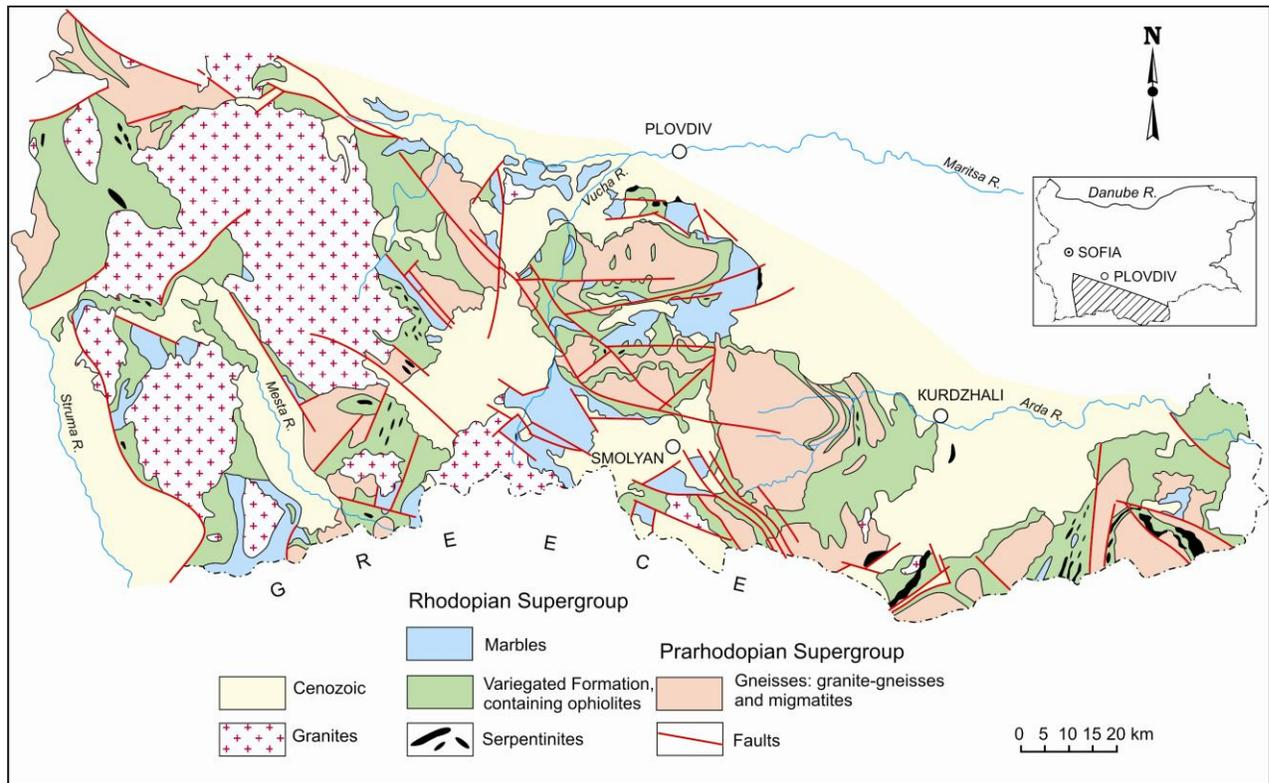 N
PLOVDIV
Maritsa R.
Vucha R.
Danube R.
SOFIA
PLOVDIV
Struma R.
Mesta R.
KURDZHALI
Arda R.
SMOLYAN
G R E E C E
Rhodopian Supergroup
Marbles
Prarhodopian Supergroup
Cenozoic
Variegated Formation,
containing ophiolites
Gneisses: granite-gneisses
and migmatites
Granites
Serpentinites
Faults
0 5 10 20 km